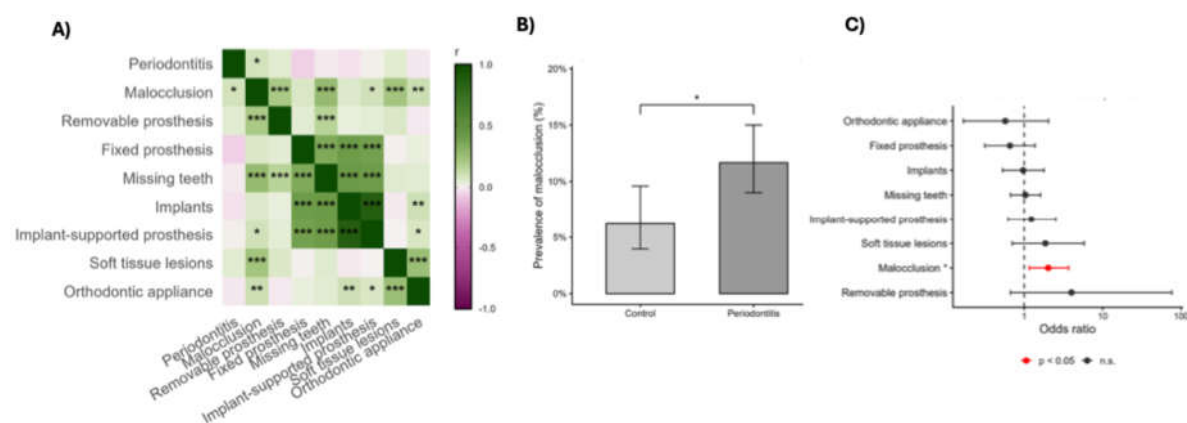 A)
Periodontitis
Malocclusion
Removable prosthesis
Fixed prosthesis
Missing teeth
Implants
Implant-supported prosthesis
Soft tissue lesions
Orthodontic appliance
*
* *** *** * *** **
*** ***
*** *** ***
*** *** *** *** ***
*** *** **
* *** *** *** *
*** ***
** ** * ***
Periodontitis
Malocclusion
Removable prosthesis
Fixed prosthesis
Missing teeth
Implants
Implant-supported prosthesis
Soft tissue lesions
Orthodontic appliance
r
1.0
0.5
0.0
-0.5
-1.0
B)
Prevalence of malocclusion (%)
20%
15%
10%
5%
0%
*
Control
Periodontitis
C)
Orthodontic appliance
Fixed prosthesis
Implants
Missing teeth
Implant-supported prosthesis
Soft tissue lesions
Malocclusion *
Removable prosthesis
1 10 100
Odds ratio
p < 0.05 n.s.